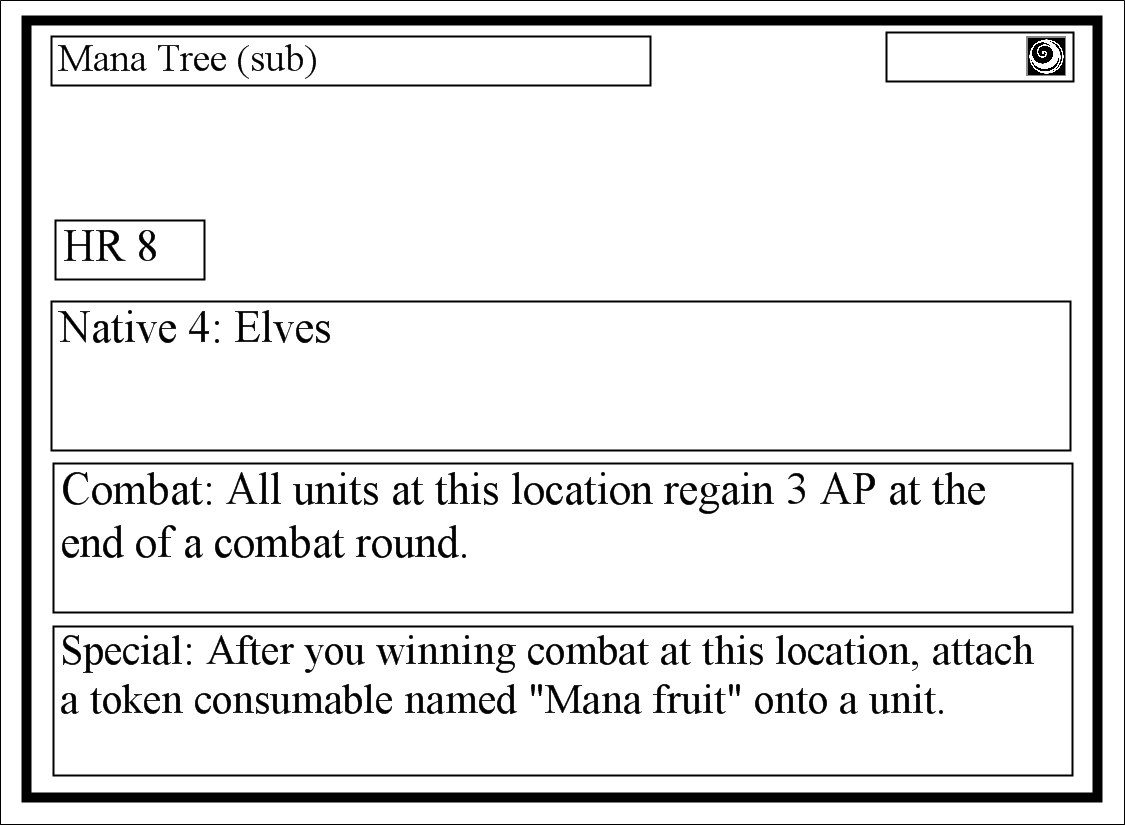 Mana Tree (sub)
HR 8
Native 4: Elves
Combat: All units at this location regain 3 AP at the
end of a combat round.
Special: After you winning combat at this location, attach
a token consumable named "Mana fruit" onto a unit.